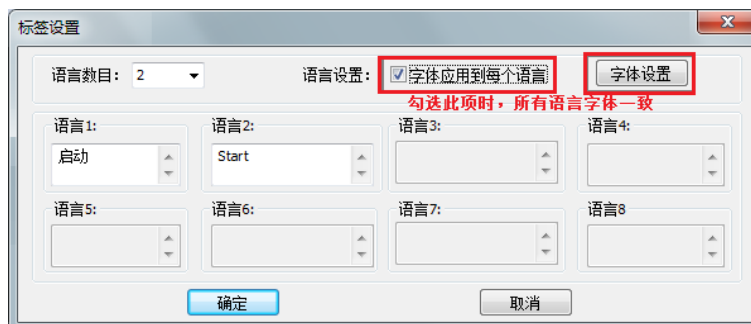 标签设置
语言数目： 2 语言设置： 字体应用到每个语言 字体设置
勾选此项时，所有语言字体一致
语言1: 语言2: 语言3: 语言4:
启动 Start
语言5: 语言6: 语言7: 语言8
确定 取消